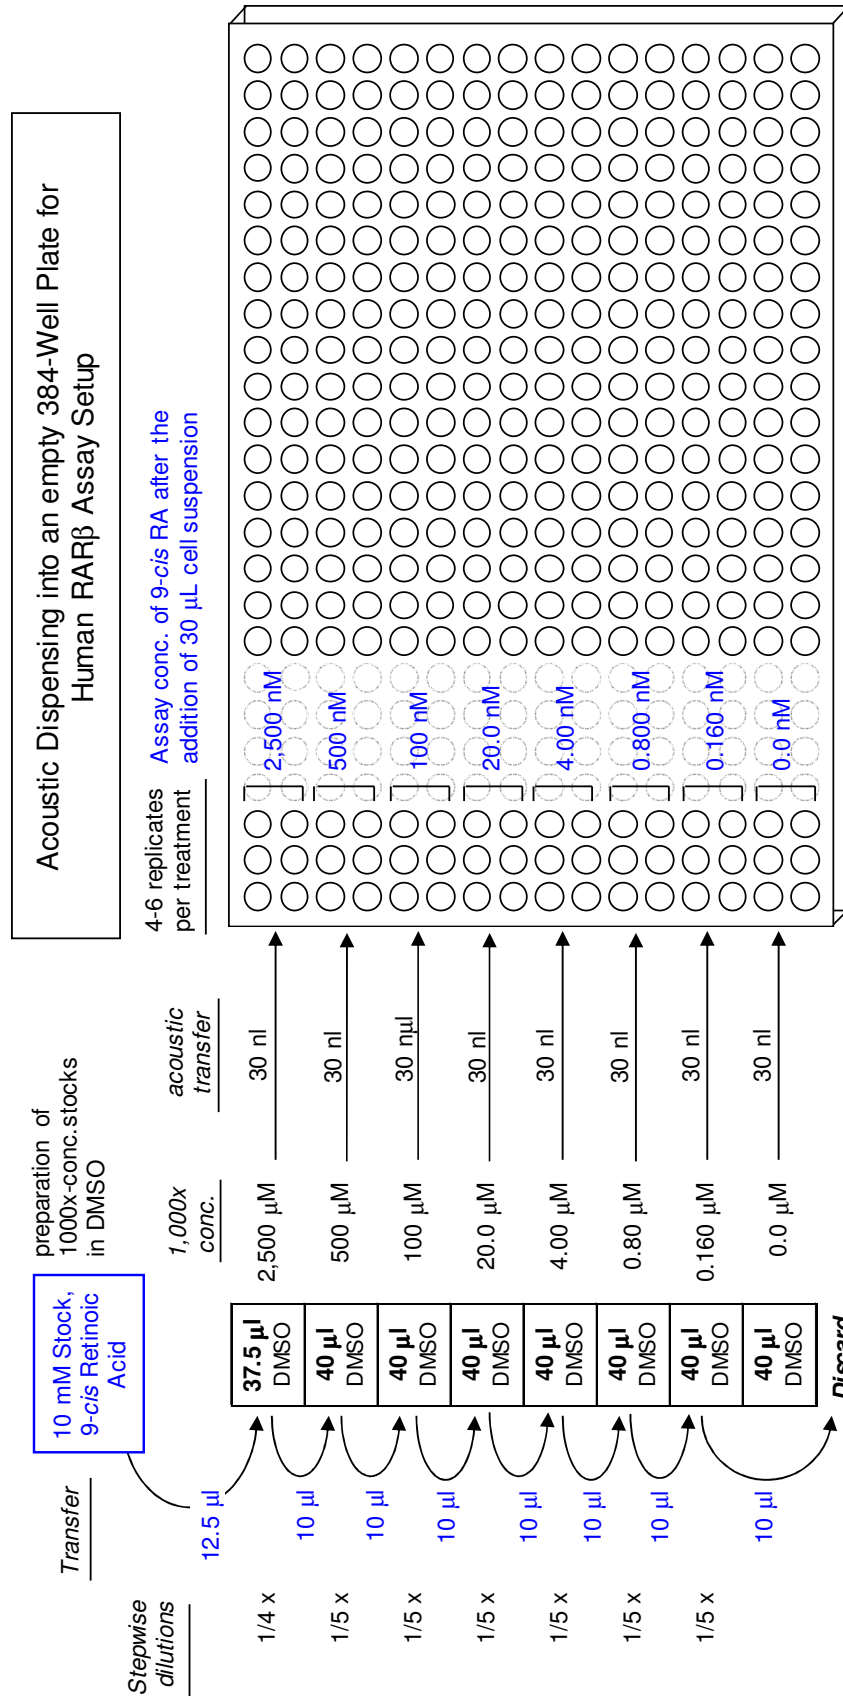 Acoustic Dispensing into an empty 384-Well Plate for
Human RARβ Assay Setup
10 mM Stock,
9-cis Retinoic
Acid
preparation of
1000x-conc.stocks
in DMSO
4-6 replicates
per treatment
Assay conc. of 9-cis RA after the
addition of 30 µL cell suspension
Stepwise
dilutions
Transfer
1,000x
conc.
acoustic
transfer
12.5 µl
1/4 x
37.5 µl
DMSO
2,500 µM
30 nl
2,500 nM
10 µl
1/5 x
40 µl
DMSO
500 µM
30 nl
500 nM
10 µl
1/5 x
40 µl
DMSO
100 µM
30 nµl
100 nM
10 µl
1/5 x
40 µl
DMSO
20.0 µM
30 nl
20.0 nM
10 µl
1/5 x
40 µl
DMSO
4.00 µM
30 nl
4.00 nM
10 µl
1/5 x
40 µl
DMSO
0.80 µM
30 nl
0.800 nM
10 µl
1/5 x
40 µl
DMSO
0.160 µM
30 nl
0.160 nM
10 µl
40 µl
DMSO
0.0 µM
30 nl
0.0 nM
Discard